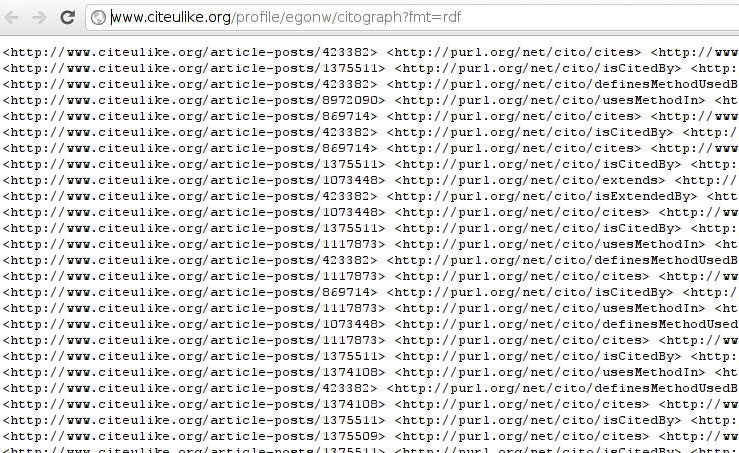 www.citeulike.org/profile/egonw/citograph?fmt=rdf
<http://www.citeulike.org/article-posts/423382> <http://purl.org/net/cito/cites> <http://www
<http://www.citeulike.org/article-posts/1375511> <http://purl.org/net/cito/isCitedBy> <http:
<http://www.citeulike.org/article-posts/423382> <http://purl.org/net/cito/definesMethodUsedB
<http://www.citeulike.org/article-posts/8972090> <http://purl.org/net/cito/usesMethodIn> <ht
<http://www.citeulike.org/article-posts/869714> <http://purl.org/net/cito/cites> <http://www
<http://www.citeulike.org/article-posts/423382> <http://purl.org/net/cito/isCitedBy> <http:/
<http://www.citeulike.org/article-posts/869714> <http://purl.org/net/cito/cites> <http://www
<http://www.citeulike.org/article-posts/1375511> <http://purl.org/net/cito/isCitedBy> <http:
<http://www.citeulike.org/article-posts/1073448> <http://purl.org/net/cito/extends> <http://
<http://www.citeulike.org/article-posts/423382> <http://purl.org/net/cito/isExtendedBy> <htt
<http://www.citeulike.org/article-posts/1073448> <http://purl.org/net/cito/cites> <http://ww
<http://www.citeulike.org/article-posts/1375511> <http://purl.org/net/cito/isCitedBy> <http:
<http://www.citeulike.org/article-posts/1117873> <http://purl.org/net/cito/usesMethodIn> <ht
<http://www.citeulike.org/article-posts/423382> <http://purl.org/net/cito/definesMethodUsedB
<http://www.citeulike.org/article-posts/1117873> <http://purl.org/net/cito/cites> <http://ww
<http://www.citeulike.org/article-posts/869714> <http://purl.org/net/cito/isCitedBy> <http:/
<http://www.citeulike.org/article-posts/1117873> <http://purl.org/net/cito/usesMethodIn> <ht
<http://www.citeulike.org/article-posts/1073448> <http://purl.org/net/cito/definesMethodUsed
<http://www.citeulike.org/article-posts/1117873> <http://purl.org/net/cito/cites> <http://ww
<http://www.citeulike.org/article-posts/1375511> <http://purl.org/net/cito/isCitedBy> <http:
<http://www.citeulike.org/article-posts/1374108> <http://purl.org/net/cito/usesMethodIn> <ht
<http://www.citeulike.org/article-posts/423382> <http://purl.org/net/cito/definesMethodUsedB
<http://www.citeulike.org/article-posts/1374108> <http://purl.org/net/cito/cites> <http://ww
<http://www.citeulike.org/article-posts/1375511> <http://purl.org/net/cito/isCitedBy> <http:
<http://www.citeulike.org/article-posts/1375509> <http://purl.org/net/cito/cites> <http://ww
<http://www.citeulike.org/article-posts/1375511> <http://purl.org/net/cito/isCitedBy> <http: